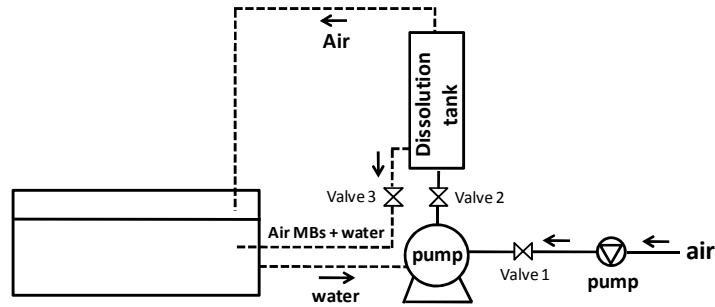 Air
Dissolution
tank
Valve 3
Valve 2
Air MBs + water
pump
air
Valve 1
pump
water